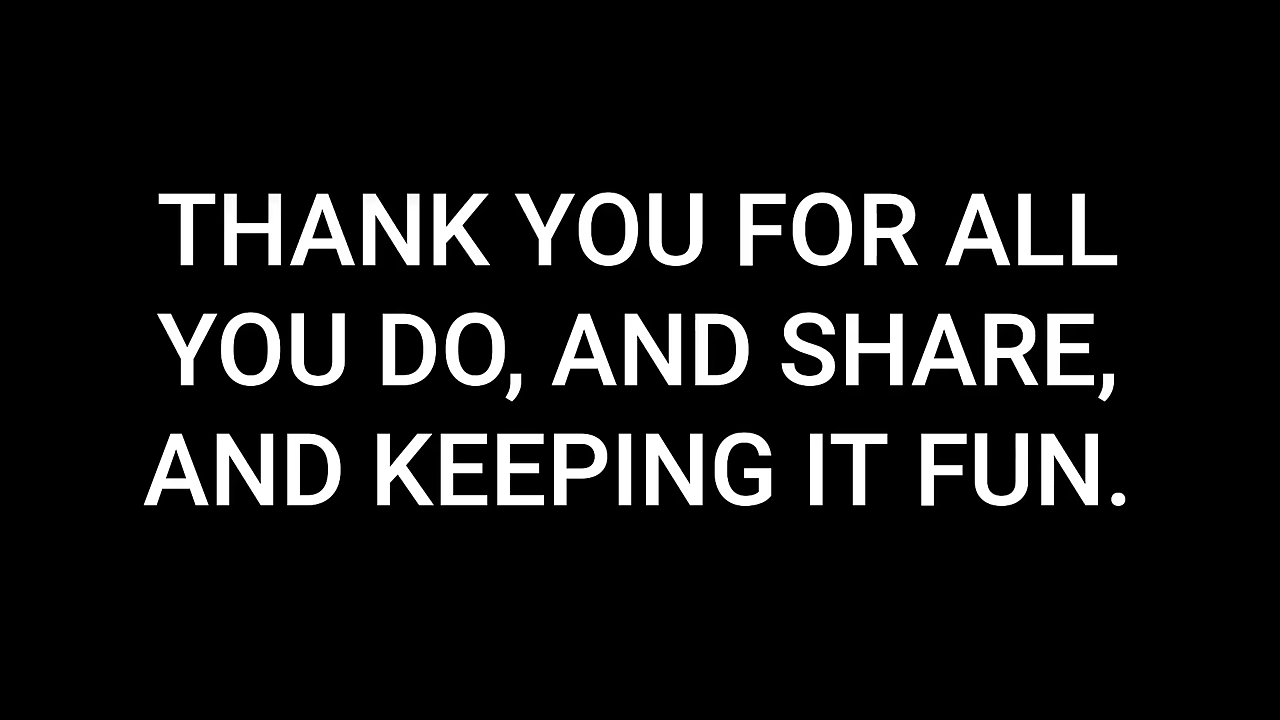 THANK YOU FOR ALL
YOU DO, AND SHARE,
AND KEEPING IT FUN.